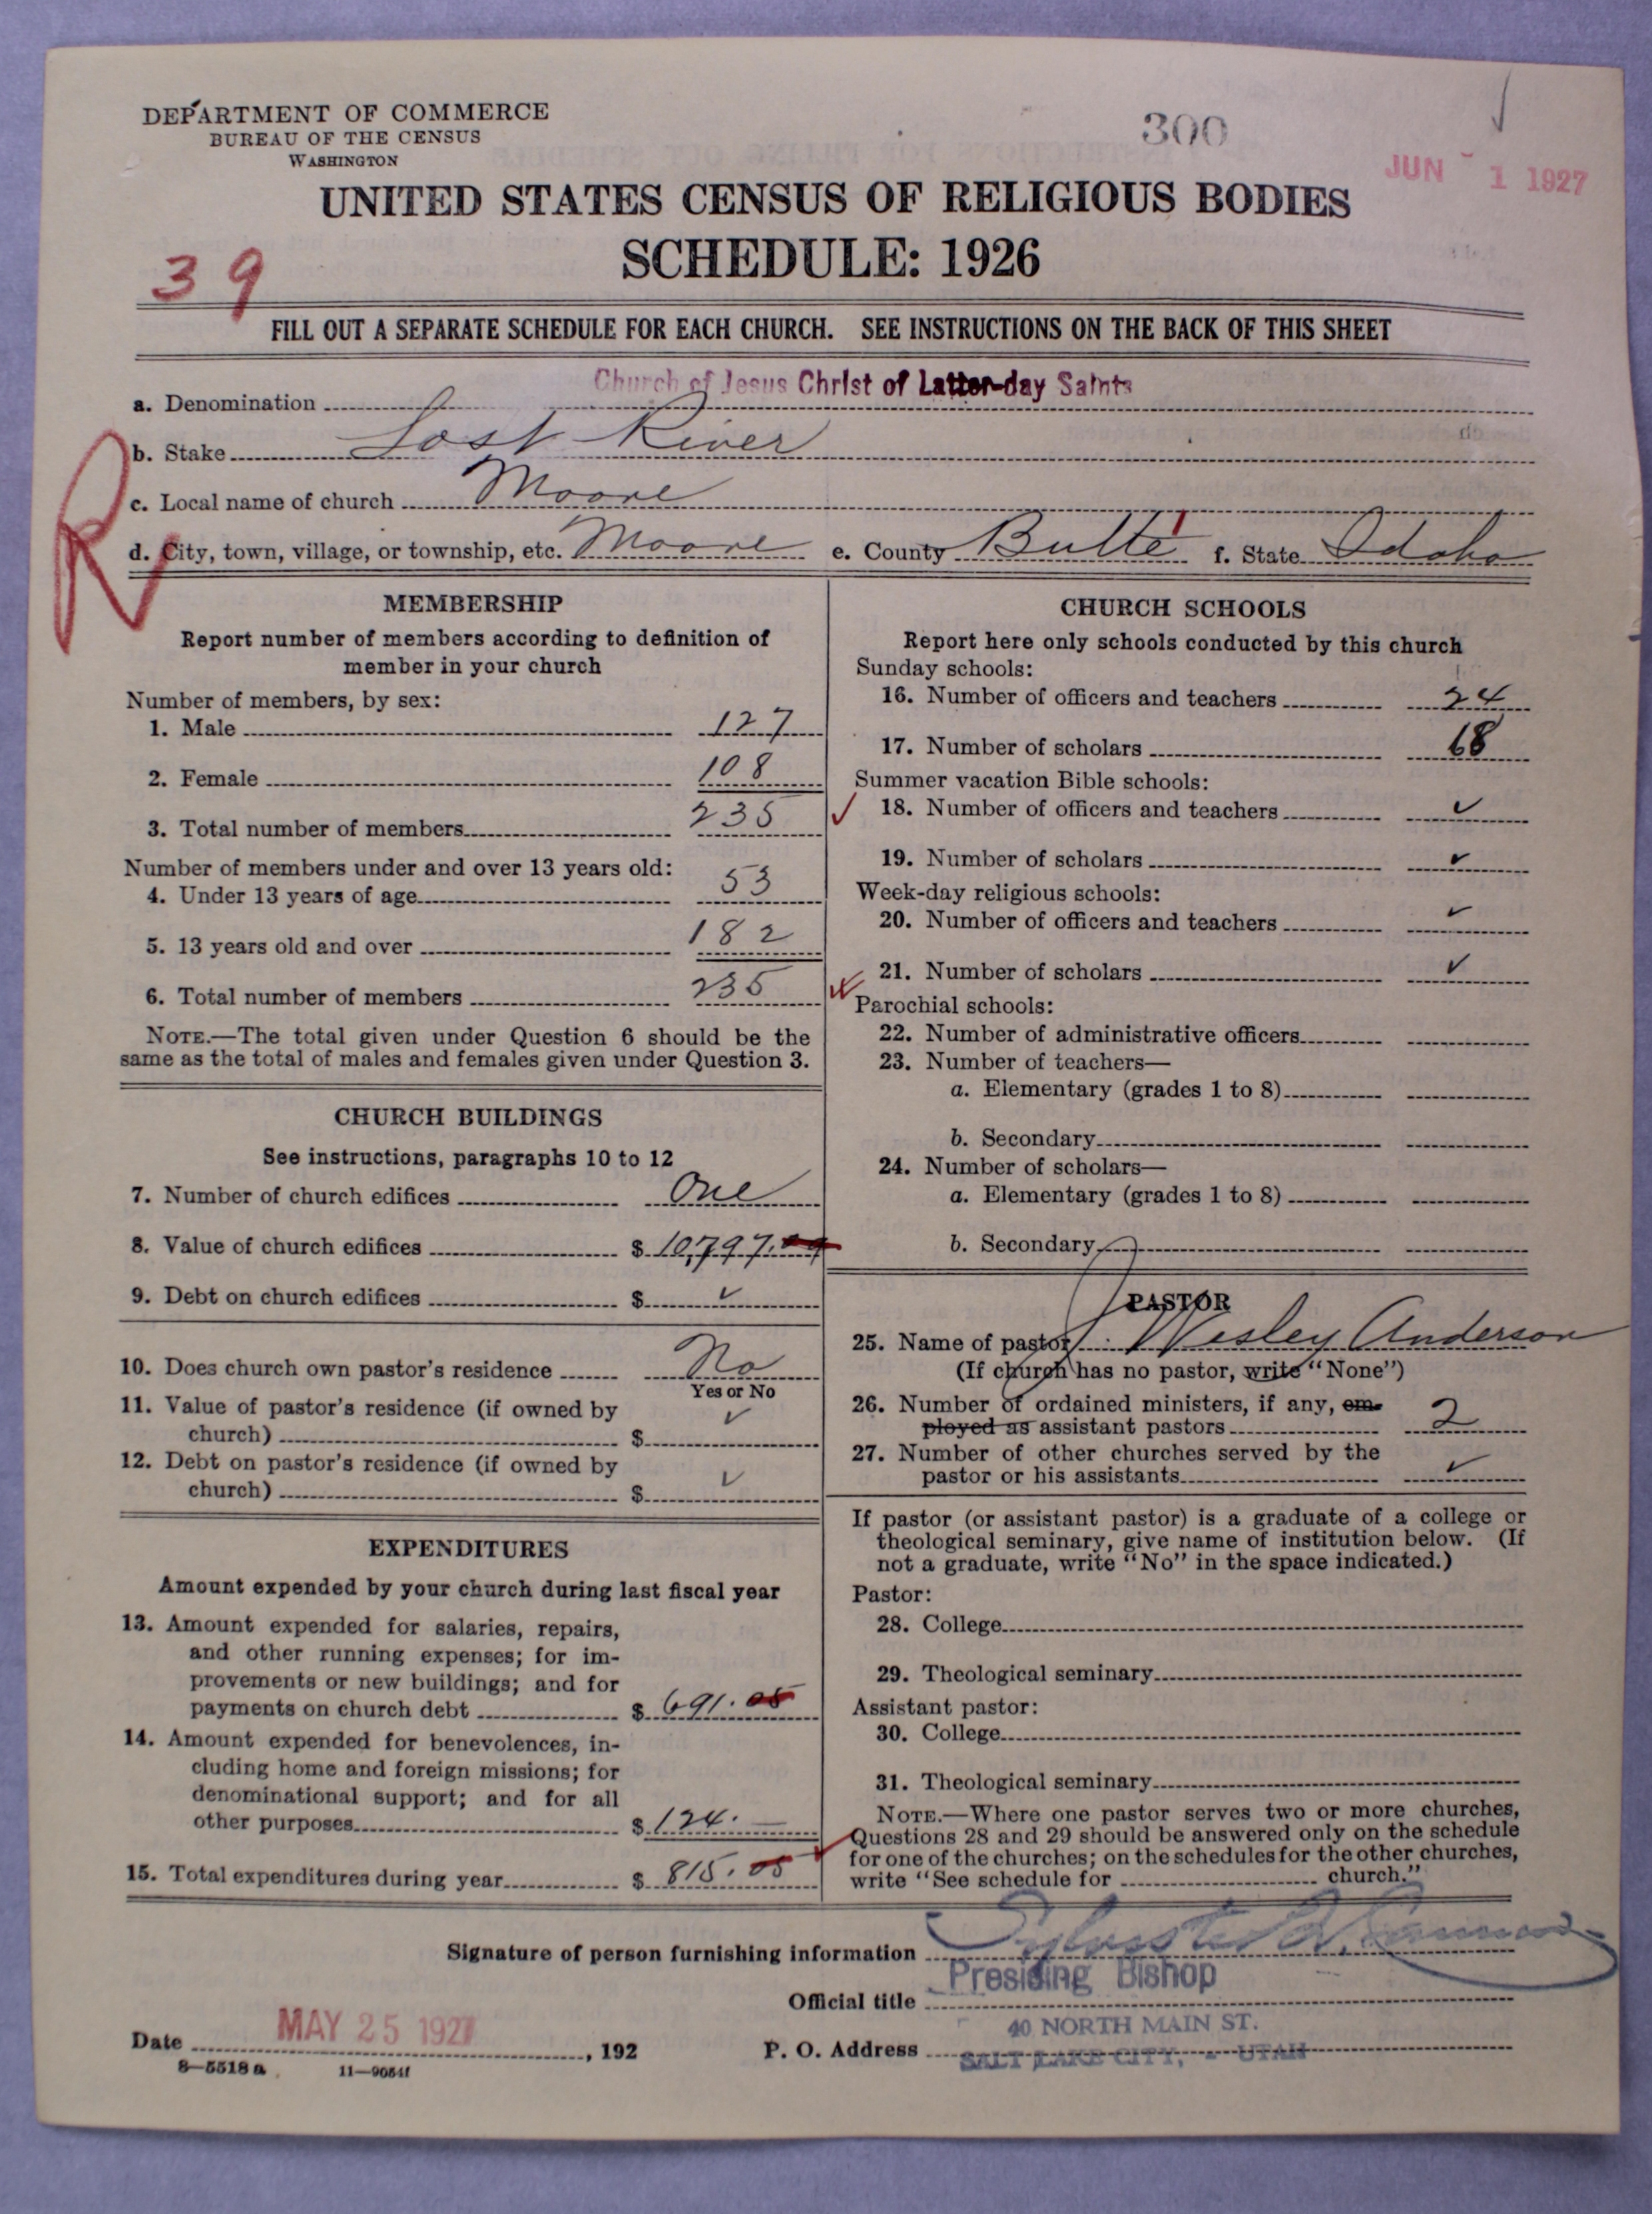 DEPARTMENT OF COMMERCE
BUREAU OF THE CENSUS
WASHINGTON
300
JUN 1 1927
UNITED STATES CENSUS OF RELIGIOUS BODIES
SCHEDULE: 1926
39
FILL OUT A SEPARATE SCHEDULE FOR EACH CHURCH. SEE INSTRUCTIONS ON THE BACK OF THIS SHEET
a. Denomination Church of Jesus Christ of Latter-day Saints
b. Stake Lost River
R
c. Local name of church Moore
d. City, town, village, or township, etc. Moore e. County Butte f. State Idaho
MEMBERSHIP
Report number of members according to definition of
member in your church
Number of members, by sex:
1. Male 127
2. Female 108
3. Total number of members 235 ✓
Number of members under and over 13 years old:
4. Under 13 years of age 53
5. 13 years old and over 182
6. Total number of members 235
NOTE.—The total given under Question 6 should be the
same as the total of males and females given under Question 3.
CHURCH BUILDINGS
See instructions, paragraphs 10 to 12
7. Number of church edifices One
8. Value of church edifices $ 10,797.
9. Debt on church edifices $ ✓
10. Does church own pastor's residence No
Yes or No
11. Value of pastor's residence (if owned by
church) $ ✓
12. Debt on pastor's residence (if owned by
church) $ ✓
EXPENDITURES
Amount expended by your church during last fiscal year
13. Amount expended for salaries, repairs,
and other running expenses; for im-
provements or new buildings; and for
payments on church debt $ 691.05
14. Amount expended for benevolences, in-
cluding home and foreign missions; for
denominational support; and for all
other purposes $ 124.—
15. Total expenditures during year $ 815.05
CHURCH SCHOOLS
Report here only schools conducted by this church
Sunday schools:
16. Number of officers and teachers 24
17. Number of scholars 68
Summer vacation Bible schools:
18. Number of officers and teachers ✓
19. Number of scholars ✓
Week-day religious schools:
20. Number of officers and teachers ✓
21. Number of scholars ✓
Parochial schools:
22. Number of administrative officers
23. Number of teachers—
a. Elementary (grades 1 to 8)
b. Secondary
24. Number of scholars—
a. Elementary (grades 1 to 8)
b. Secondary
PASTOR
25. Name of pastor J. Wesley Anderson
(If church has no pastor, write "None")
26. Number of ordained ministers, if any, em-
ployed as assistant pastors 2
27. Number of other churches served by the
pastor or his assistants ✓
If pastor (or assistant pastor) is a graduate of a college or
theological seminary, give name of institution below. (If
not a graduate, write "No" in the space indicated.)
Pastor:
28. College
29. Theological seminary
Assistant pastor:
30. College
31. Theological seminary
NOTE.—Where one pastor serves two or more churches,
Questions 28 and 29 should be answered only on the schedule
for one of the churches; on the schedules for the other churches,
write "See schedule for church."
Signature of person furnishing information Sylvester Q. Cannon
Official title Presiding Bishop
Date MAY 25 1927, 192
P. O. Address 40 NORTH MAIN ST.
SALT LAKE CITY, - UTAH
8—5518a 11—9054f